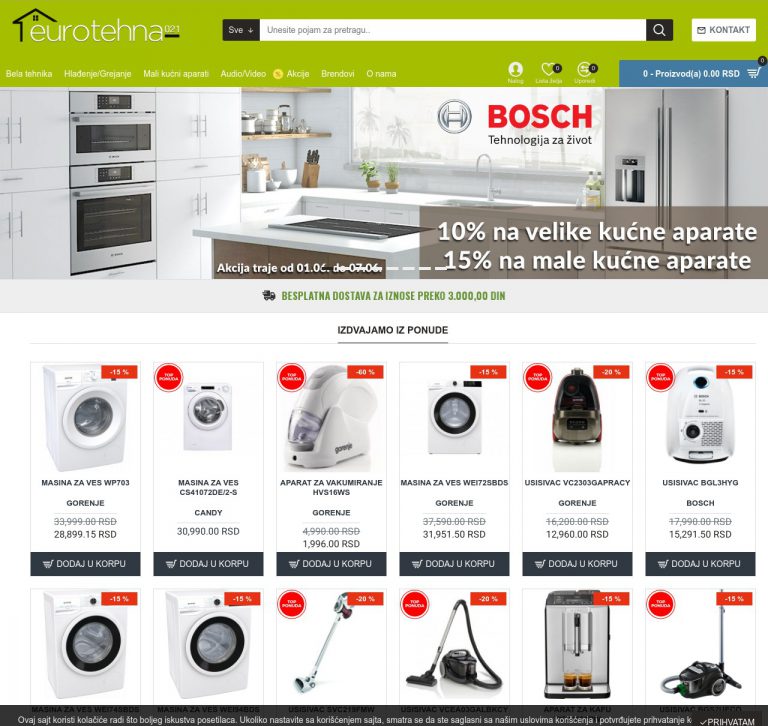 eurotehna 021
Sve
Unesite pojam za pretragu..
KONTAKT
Bela tehnika Hlađenje/Grejanje Mali kućni aparati Audio/Video Akcije Brendovi O nama
Nalog
Lista želja
0
Uporedi
0
0 - Proizvod(a) 0.00 RSD
0
BOSCH
Tehnologija za život
10% na velike kućne aparate
15% na male kućne aparate
Akcija traje od 01.06. do 07.06.
BESPLATNA DOSTAVA ZA IZNOSE PREKO 3.000,00 DIN
IZDVAJAMO IZ PONUDE
-15 %
MASINA ZA VES WP703
GORENJE
33,999.00 RSD
28,899.15 RSD
DODAJ U KORPU
TOP PONUDA
MASINA ZA VES
CS41072DE/2-S
CANDY
30,990.00 RSD
DODAJ U KORPU
TOP PONUDA
-60 %
gorenje
APARAT ZA VAKUMIRANJE
HVS16WS
GORENJE
4,990.00 RSD
1,996.00 RSD
DODAJ U KORPU
-15 %
MASINA ZA VES WEI72SBDS
GORENJE
37,590.00 RSD
31,951.50 RSD
DODAJ U KORPU
TOP PONUDA
-20 %
USISIVAC VC2303GAPRACY
GORENJE
16,200.00 RSD
12,960.00 RSD
DODAJ U KORPU
TOP PONUDA
-15 %
BOSCH
USISIVAC BGL3HYG
BOSCH
17,990.00 RSD
15,291.50 RSD
DODAJ U KORPU
-15 %
MASINA ZA VES WEI74SBDS
-15 %
MASINA ZA VES WEI94BDS
TOP PONUDA
-20 %
USISIVAC SVC216FMW
TOP PONUDA
-20 %
USISIVAC VCEA03GALBKCY
-15 %
APARAT ZA KAFU
TOP PONUDA
-15 %
Ovaj sajt koristi kolačiće radi što boljeg iskustva posetilaca. Ukoliko nastavite sa korišćenjem sajta, smatra se da ste saglasni sa našim uslovima korišćenja i potvrđujete prihvatanje k
PRIHVATAM